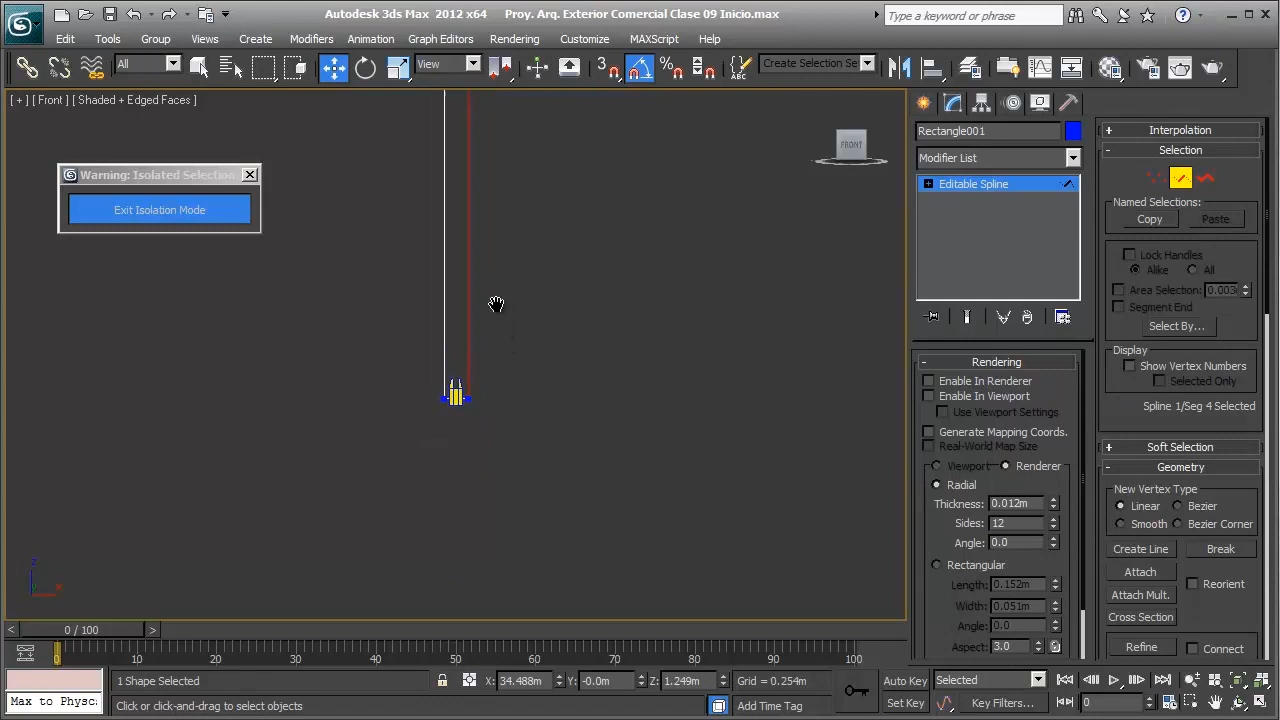 Autodesk 3ds Max 2012 x64 Proy. Arq. Exterior Comercial Clase 09 Inicio.max
Type a keyword or phrase
Edit Tools Group Views Create Modifiers Animation Graph Editors Rendering Customize MAXScript Help
All View Create Selection Se
[ + ] [ Front ] [ Shaded + Edged Faces ]
FRONT
Warning: Isolated Selection
Exit Isolation Mode
Rectangle001
Modifier List
Editable Spline
Rendering
Enable In Renderer
Enable In Viewport
Use Viewport Settings
Generate Mapping Coords.
Real-World Map Size
Viewport Renderer
Radial
Thickness: 0.012m
Sides: 12
Angle: 0.0
Rectangular
Length: 0.152m
Width: 0.051m
Angle: 0.0
Aspect: 3.0
Interpolation
Selection
Named Selections:
Copy Paste
Lock Handles
Alike All
Area Selection: 0.003
Segment End
Select By...
Display
Show Vertex Numbers
Selected Only
Spline 1/Seg 4 Selected
Soft Selection
Geometry
New Vertex Type
Linear Bezier
Smooth Bezier Corner
Create Line Break
Attach
Reorient
Attach Mult.
Cross Section
Refine Connect
z
x
0 / 100
0 10 20 30 40 50 60 70 80 90 100
1 Shape Selected X: 34.488m Y: -0.0m Z: 1.249m Grid = 0.254m Auto Key Selected
Max to Physc: Click or click-and-drag to select objects Add Time Tag Set Key Key Filters... 0